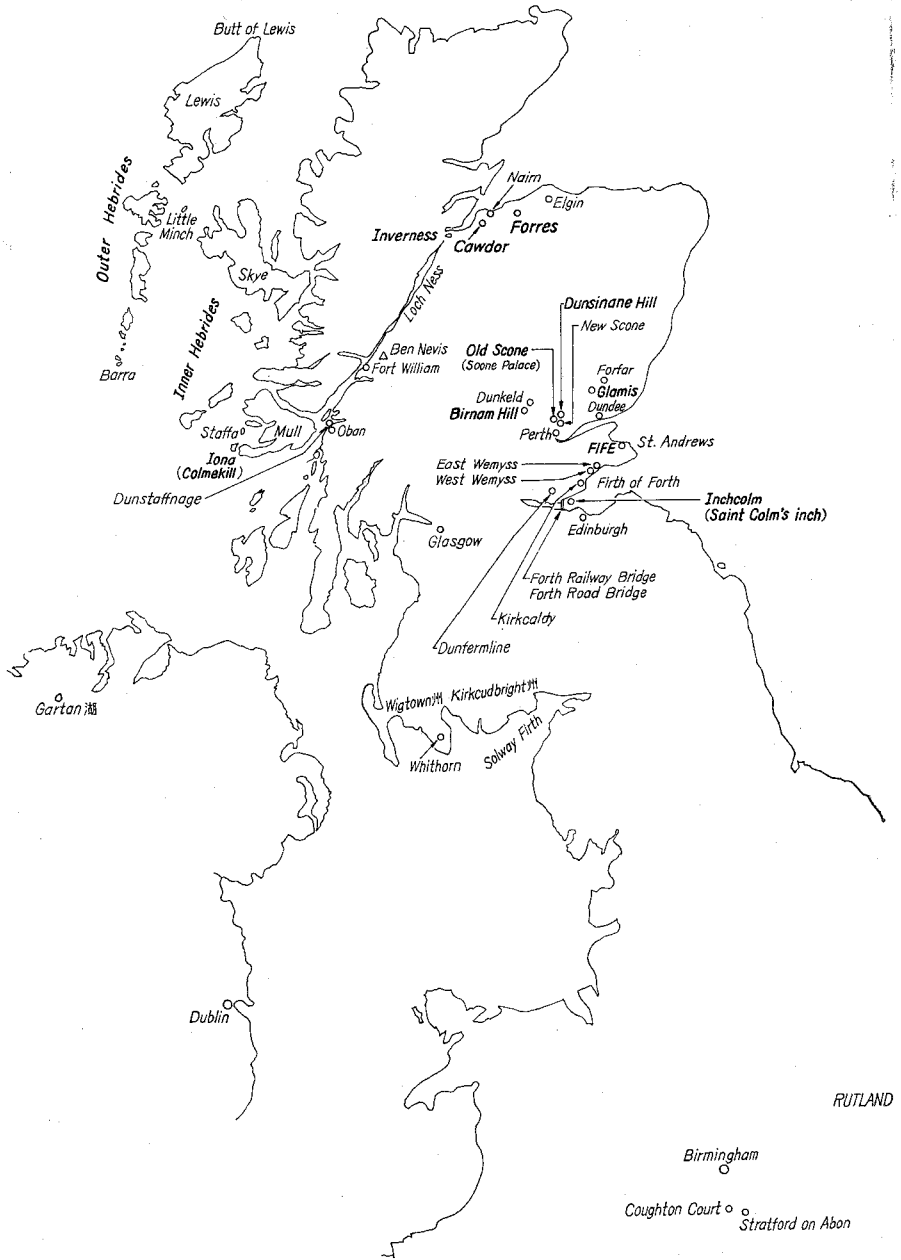 Butt of Lewis
Lewis
Outer Hebrides
Little
Minch
Skye
Inner Hebrides
Barra
Nairn
Elgin
Inverness
Forres
Cawdor
Loch Ness
Dunsinane Hill
New Scone
Ben Nevis
Fort William
Old Scone
(Soone Palace)
Forfar
Glamis
Dunkeld
Birnam Hill
Dundee
Perth
Staffa
Mull
Oban
FIFE
St. Andrews
Iona
(Colmekill)
East Wemyss
West Wemyss
Firth of Forth
Dunstaffnage
Inchcolm
(Saint Colm's inch)
Glasgow
Edinburgh
Forth Railway Bridge
Forth Road Bridge
Kirkcaldy
Dunfermline
Gartan湖
Wigtown州 Kirkcudbright州
Whithorn
Solway Firth
Dublin
RUTLAND
Birmingham
Coughton Court
Stratford on Abon